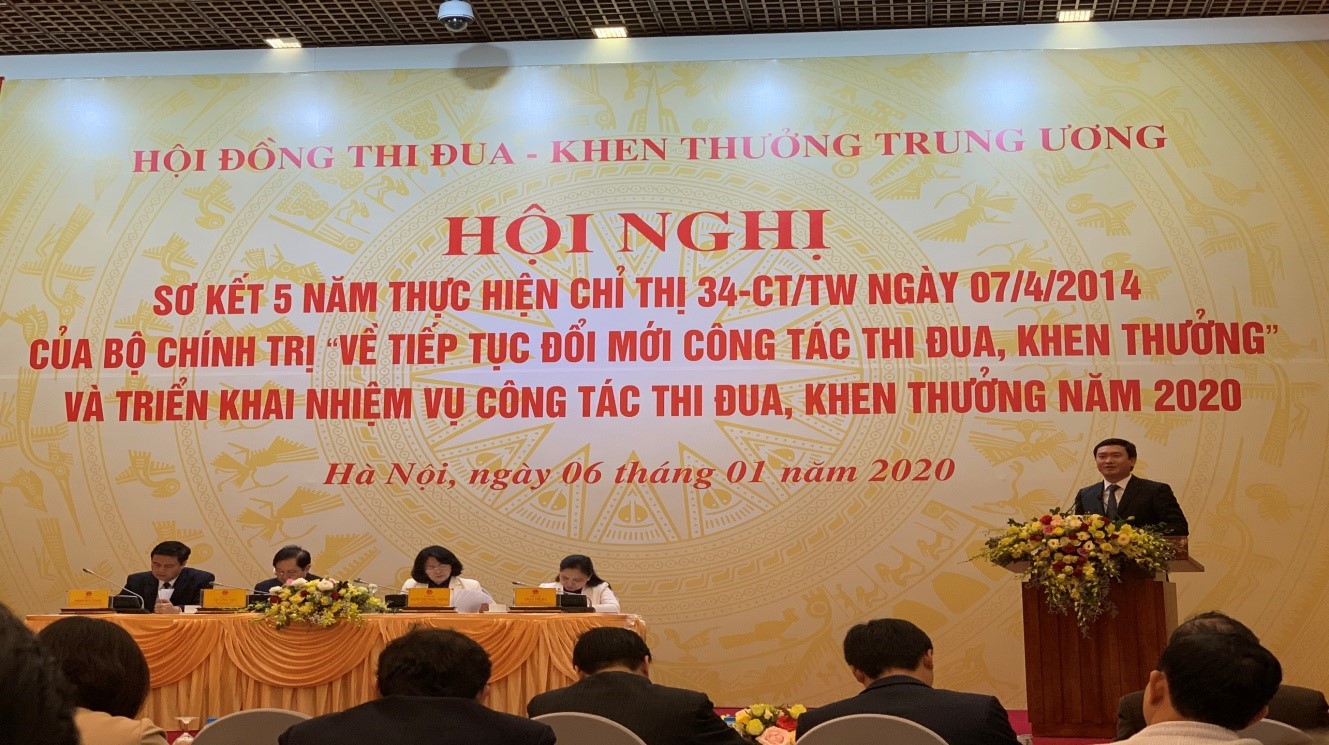 HỘI ĐỒNG THI ĐUA - KHEN THƯỞNG TRUNG ƯƠNG
HỘI NGHỊ
SƠ KẾT 5 NĂM THỰC HIỆN CHỈ THỊ 34-CT/TW NGÀY 07/4/2014
CỦA BỘ CHÍNH TRỊ “VỀ TIẾP TỤC ĐỔI MỚI CÔNG TÁC THI ĐUA, KHEN THƯỞNG”
VÀ TRIỂN KHAI NHIỆM VỤ CÔNG TÁC THI ĐUA, KHEN THƯỞNG NĂM 2020
Hà Nội, ngày 06 tháng 01 năm 2020